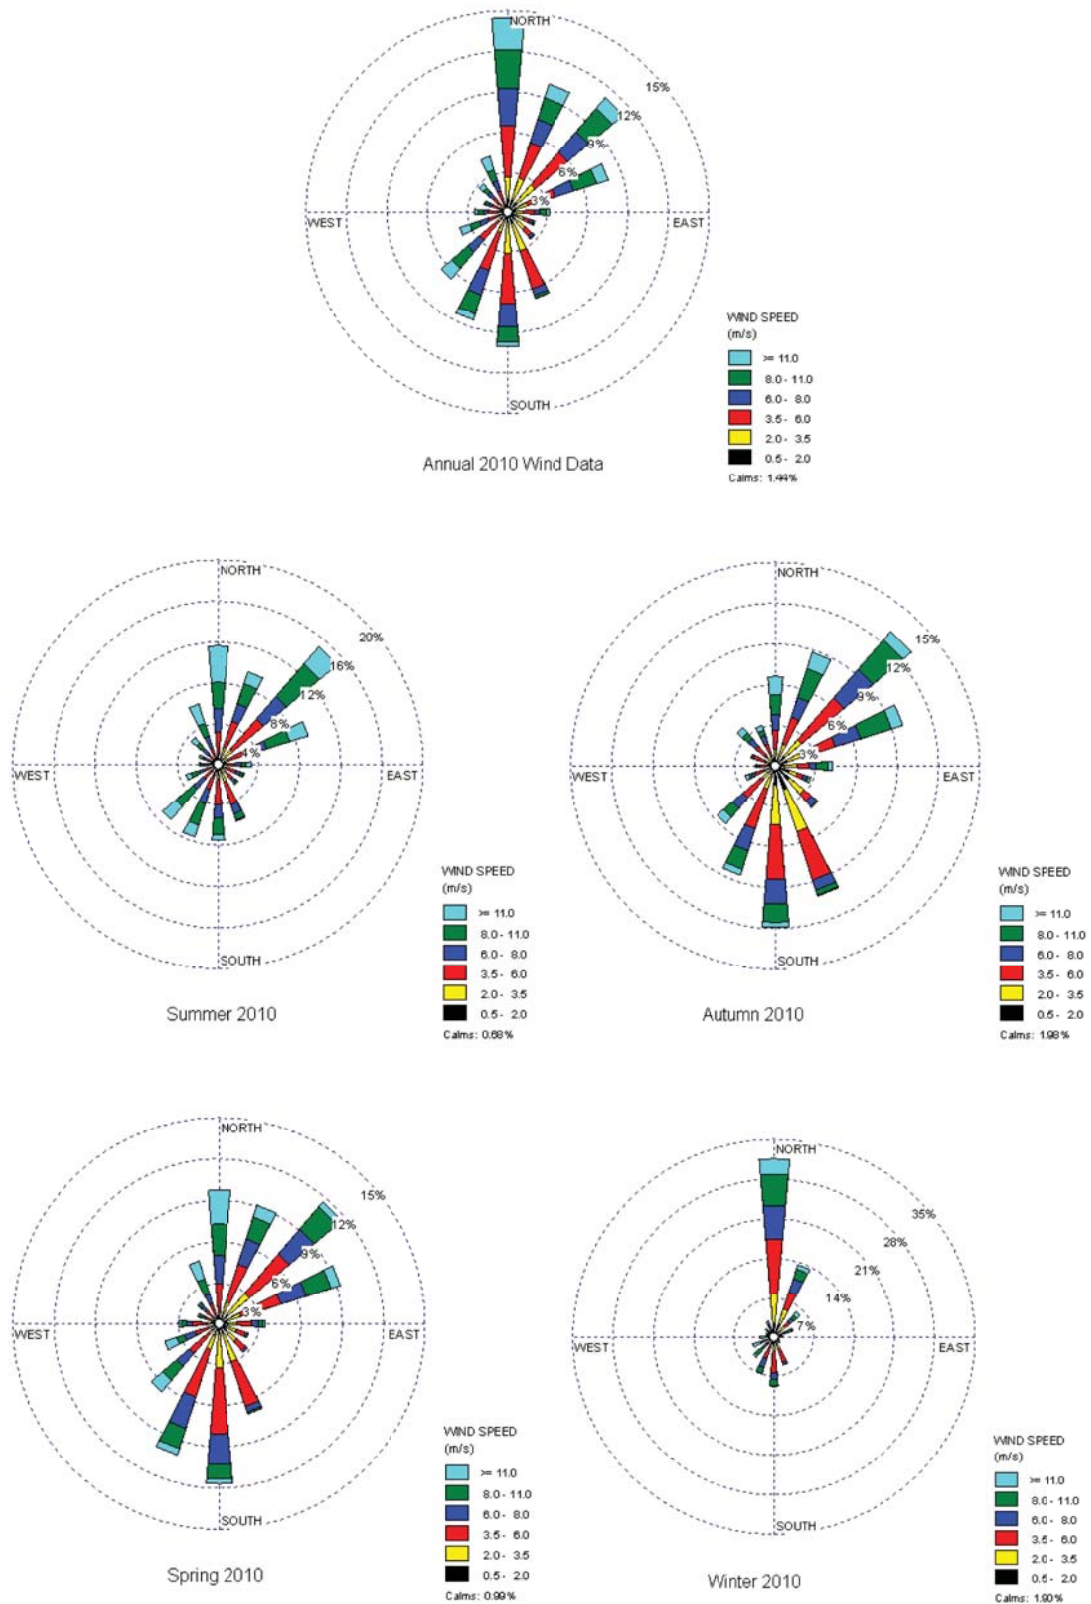 NORTH
15%
12%
9%
6%
3%
WEST
EAST
SOUTH
WIND SPEED
(m/s)
>= 11.0
8.0 - 11.0
6.0 - 8.0
3.5 - 6.0
2.0 - 3.5
0.5 - 2.0
Calms: 1.44%
Annual 2010 Wind Data
NORTH
20%
16%
12%
8%
4%
WEST
EAST
SOUTH
WIND SPEED
(m/s)
>= 11.0
8.0 - 11.0
6.0 - 8.0
3.5 - 6.0
2.0 - 3.5
0.5 - 2.0
Calms: 0.68%
Summer 2010
NORTH
15%
12%
9%
6%
3%
WEST
EAST
SOUTH
WIND SPEED
(m/s)
>= 11.0
8.0 - 11.0
6.0 - 8.0
3.5 - 6.0
2.0 - 3.5
0.5 - 2.0
Calms: 1.98%
Autumn 2010
NORTH
15%
12%
9%
6%
3%
WEST
EAST
SOUTH
WIND SPEED
(m/s)
>= 11.0
8.0 - 11.0
6.0 - 8.0
3.5 - 6.0
2.0 - 3.5
0.5 - 2.0
Calms: 0.99%
Spring 2010
NORTH
35%
28%
21%
14%
7%
WEST
EAST
SOUTH
WIND SPEED
(m/s)
>= 11.0
8.0 - 11.0
6.0 - 8.0
3.5 - 6.0
2.0 - 3.5
0.5 - 2.0
Calms: 1.90%
Winter 2010